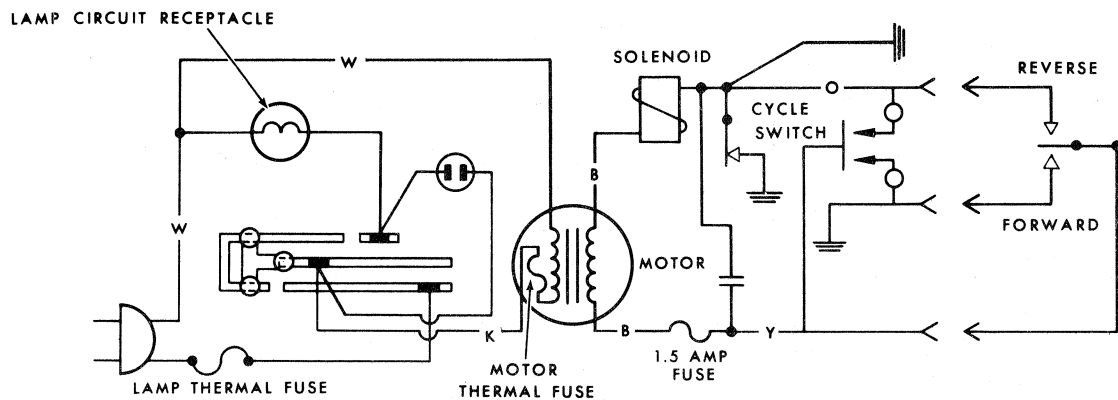 LAMP CIRCUIT RECEPTACLE
W
SOLENOID
REVERSE
O
CYCLE
SWITCH
B
W
FORWARD
MOTOR
K
B
Y
1.5 AMP
FUSE
MOTOR
THERMAL FUSE
LAMP THERMAL FUSE